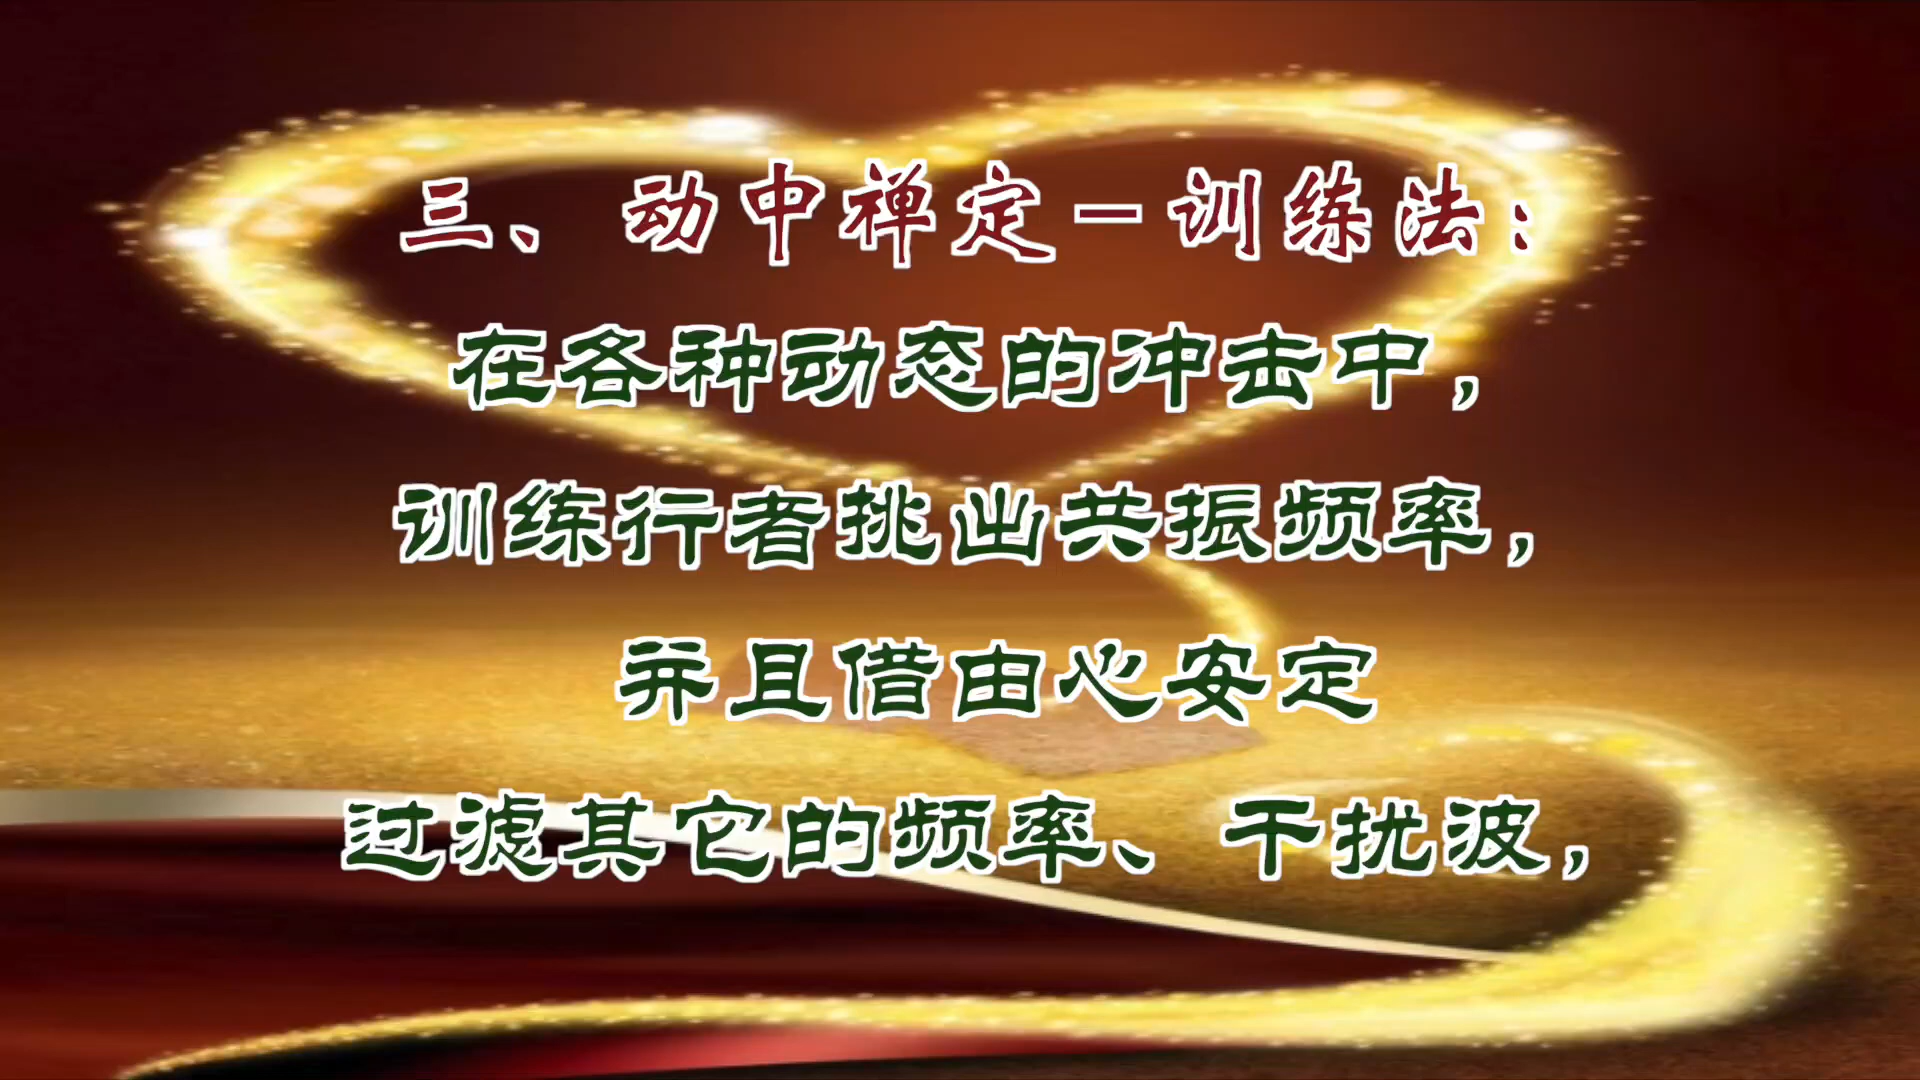 三、动中禅定－训练法：
在各种动态的冲击中，
训练行者挑出共振频率，
并且借由心安定
过滤其它的频率、干扰波，